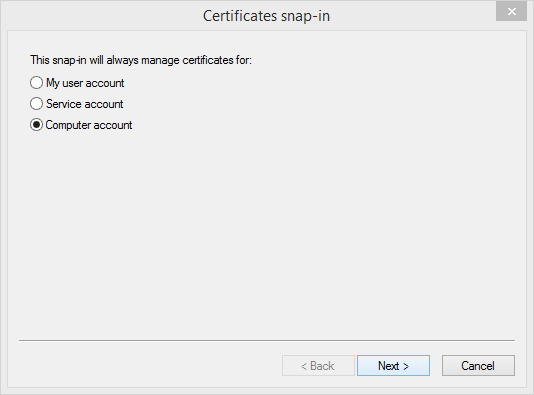 Certificates snap-in
This snap-in will always manage certificates for:
My user account
Service account
Computer account
< Back
Next >
Cancel